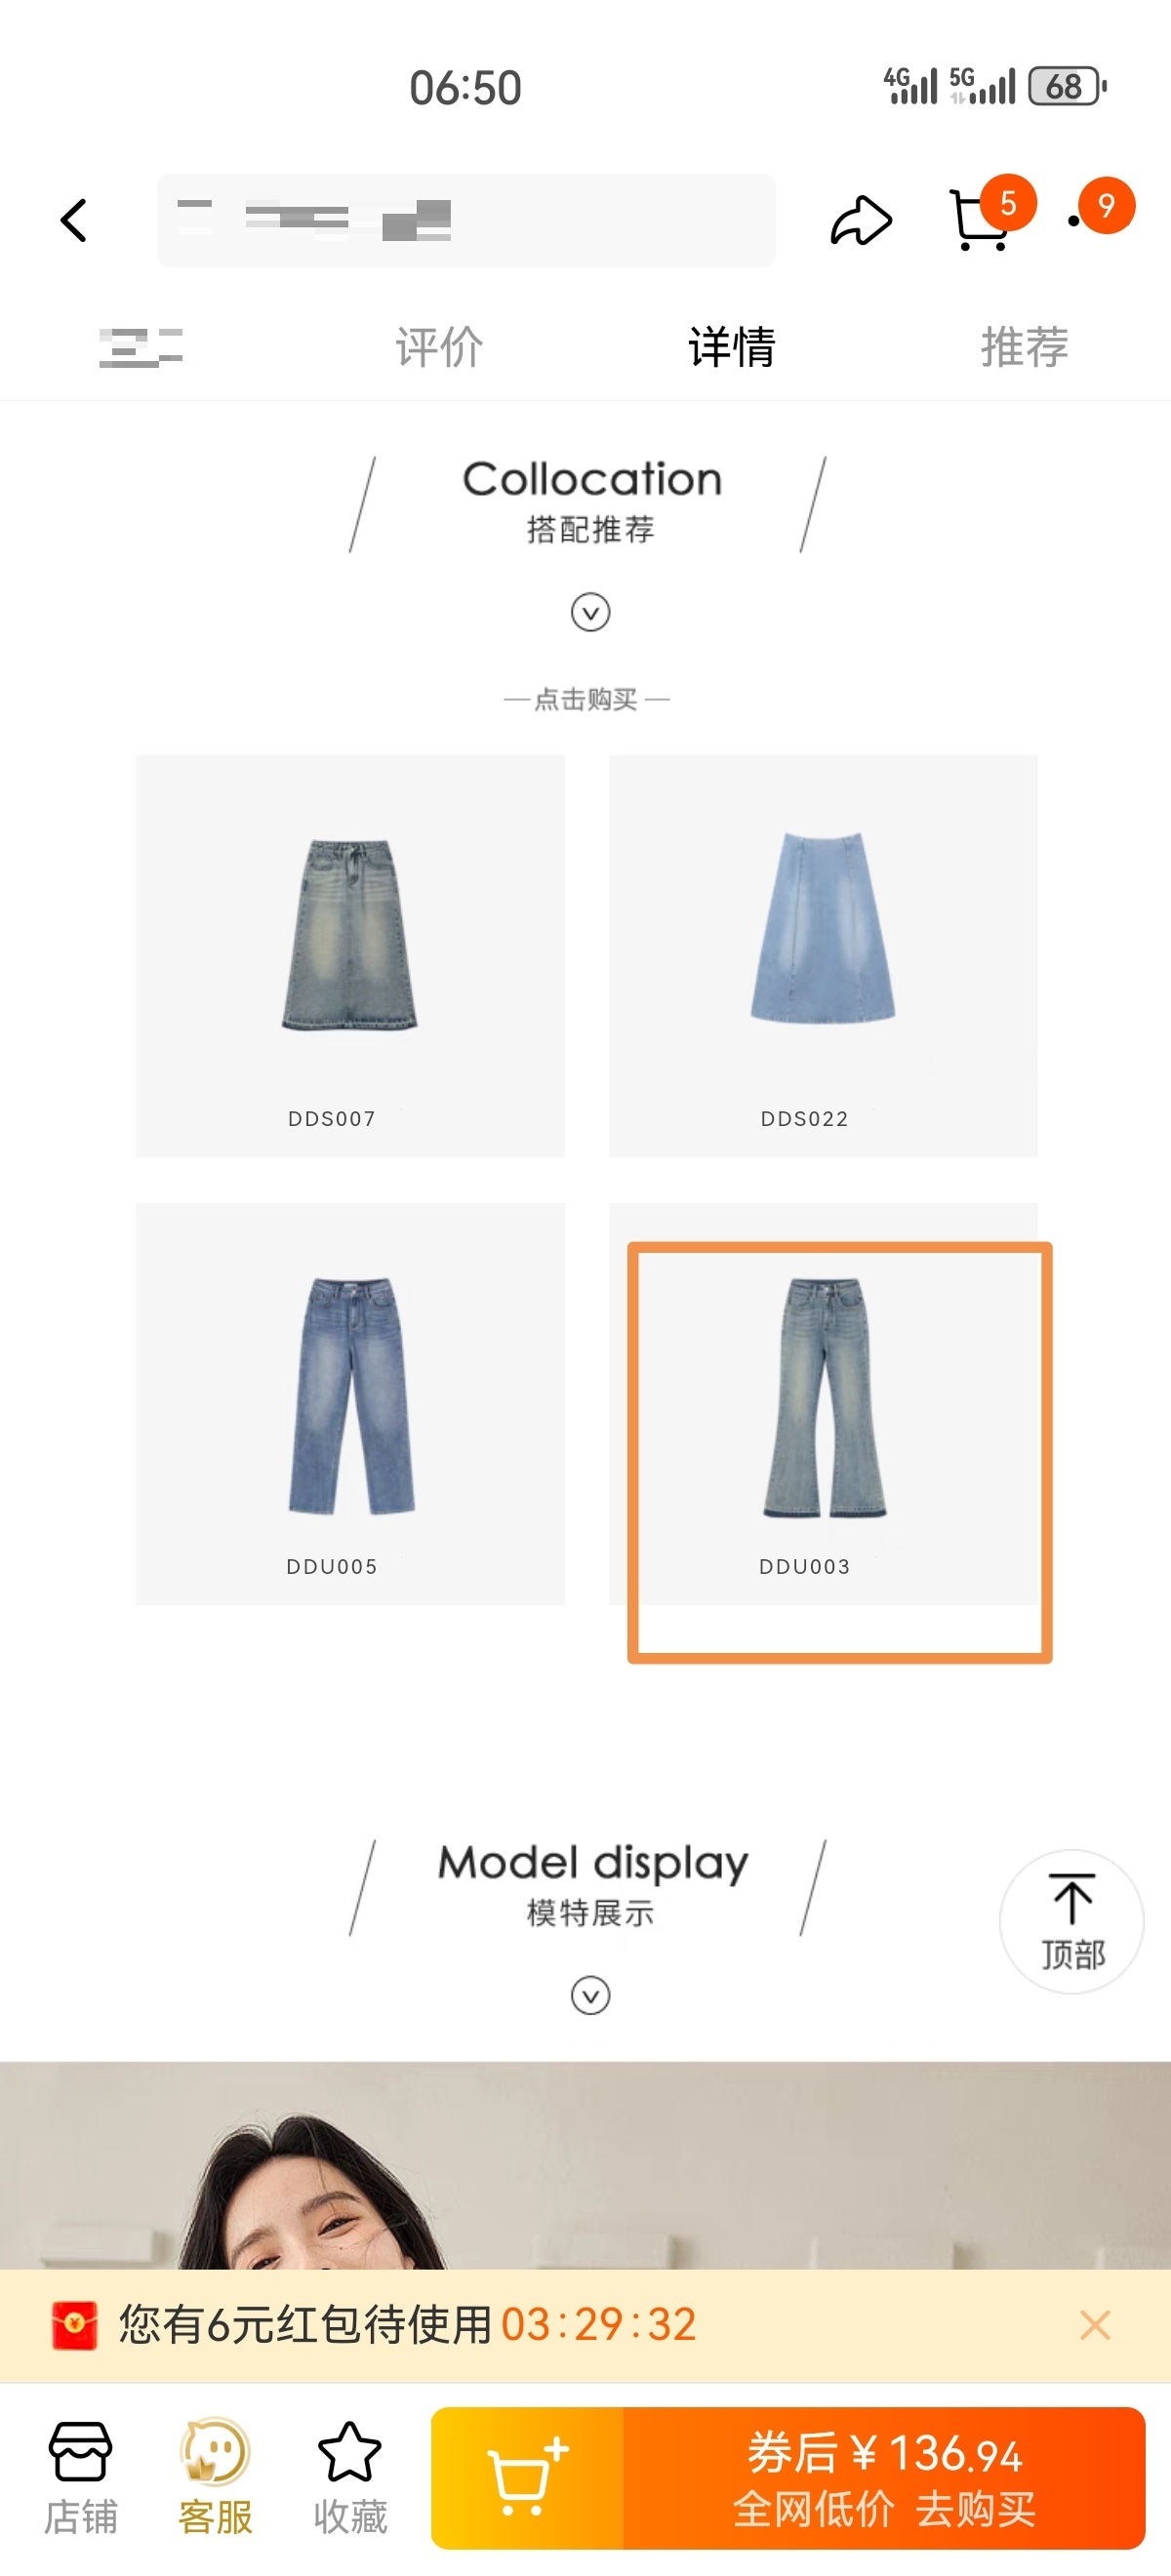 06:50
4G 5G 68
5
9
评价 详情 推荐
Collocation
搭配推荐
点击购买
DDS007
DDS022
DDU005
DDU003
Model display
模特展示
顶部
您有6元红包待使用03:29:32
店铺 客服 收藏
券后￥136.94
全网低价 去购买